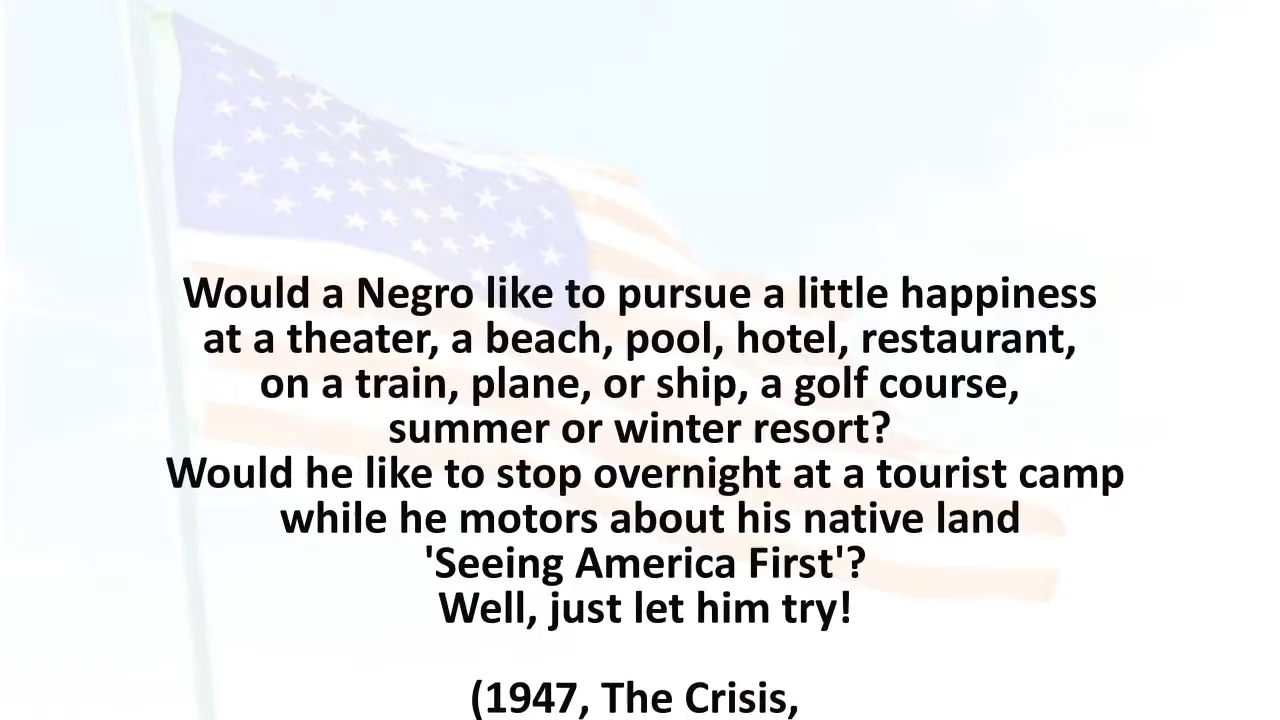 Would a Negro like to pursue a little happiness
at a theater, a beach, pool, hotel, restaurant,
on a train, plane, or ship, a golf course,
summer or winter resort?
Would he like to stop overnight at a tourist camp
while he motors about his native land
'Seeing America First'?
Well, just let him try!
(1947, The Crisis,